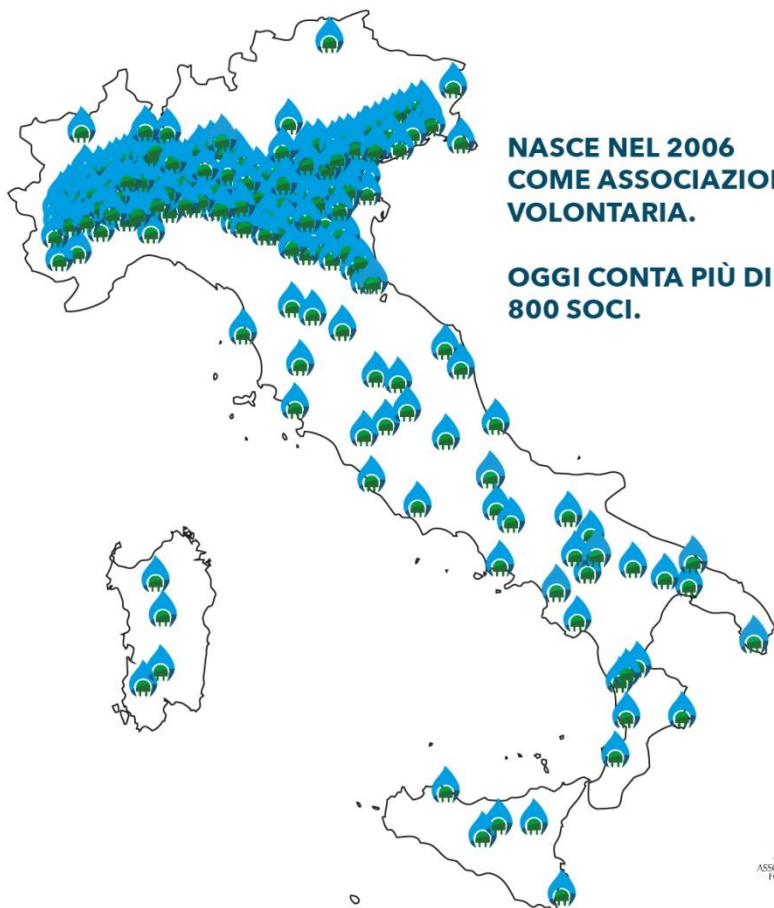 NASCE NEL 2006
COME ASSOCIAZIO
VOLONTARIA.
OGGI CONTA PIÙ DI
800 SOCI.